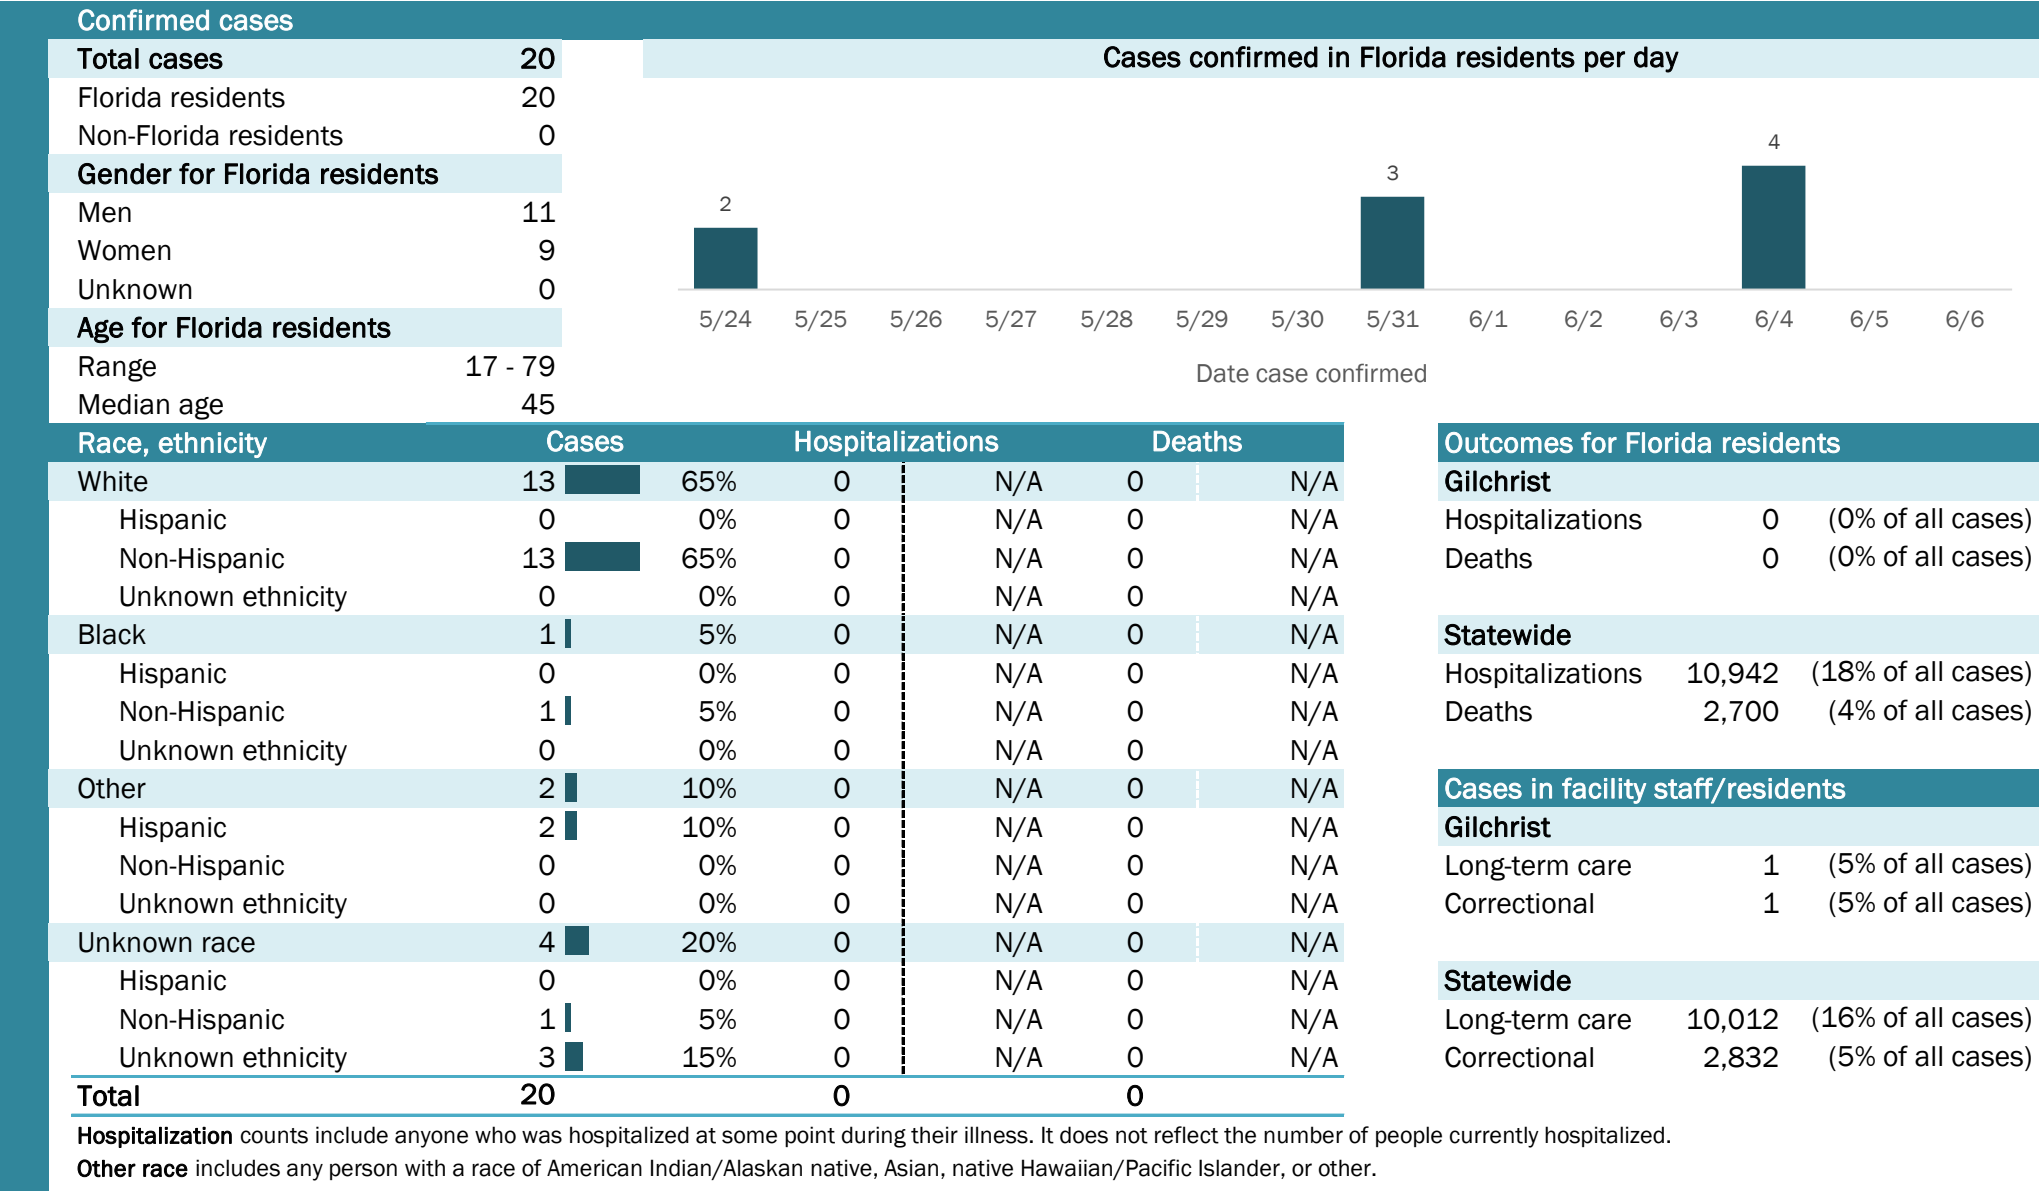 Confirmed cases
Total cases 20
Florida residents 20
Non-Florida residents 0
Gender for Florida residents
Men 11
Women 9
Unknown 0
Age for Florida residents
Range 17 - 79
Median age 45
Cases confirmed in Florida residents per day
2 3 4
5/24 5/25 5/26 5/27 5/28 5/29 5/30 5/31 6/1 6/2 6/3 6/4 6/5 6/6
Date case confirmed
Race, ethnicity Cases Hospitalizations Deaths
White 13 65% 0 N/A 0 N/A
Hispanic 0 0% 0 N/A 0 N/A
Non-Hispanic 13 65% 0 N/A 0 N/A
Unknown ethnicity 0 0% 0 N/A 0 N/A
Black 1 5% 0 N/A 0 N/A
Hispanic 0 0% 0 N/A 0 N/A
Non-Hispanic 1 5% 0 N/A 0 N/A
Unknown ethnicity 0 0% 0 N/A 0 N/A
Other 2 10% 0 N/A 0 N/A
Hispanic 2 10% 0 N/A 0 N/A
Non-Hispanic 0 0% 0 N/A 0 N/A
Unknown ethnicity 0 0% 0 N/A 0 N/A
Unknown race 4 20% 0 N/A 0 N/A
Hispanic 0 0% 0 N/A 0 N/A
Non-Hispanic 1 5% 0 N/A 0 N/A
Unknown ethnicity 3 15% 0 N/A 0 N/A
Total 20 0 0
Outcomes for Florida residents
Gilchrist
Hospitalizations 0 (0% of all cases)
Deaths 0 (0% of all cases)
Statewide
Hospitalizations 10,942 (18% of all cases)
Deaths 2,700 (4% of all cases)
Cases in facility staff/residents
Gilchrist
Long-term care 1 (5% of all cases)
Correctional 1 (5% of all cases)
Statewide
Long-term care 10,012 (16% of all cases)
Correctional 2,832 (5% of all cases)
Hospitalization counts include anyone who was hospitalized at some point during their illness. It does not reflect the number of people currently hospitalized.
Other race includes any person with a race of American Indian/Alaskan native, Asian, native Hawaiian/Pacific Islander, or other.